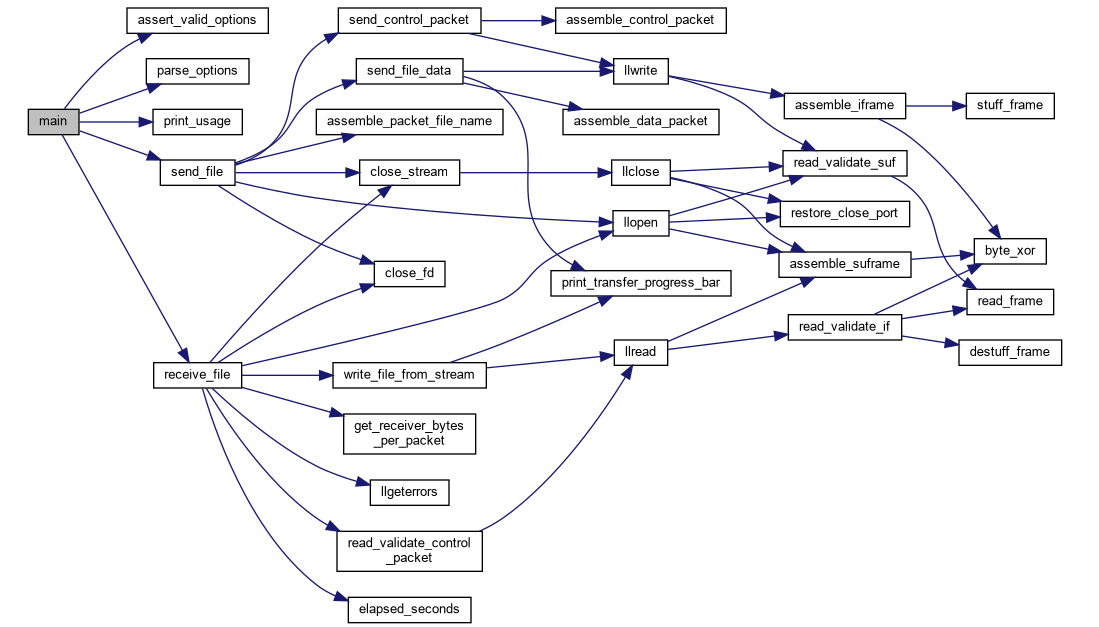 main
assert_valid_options
parse_options
print_usage
send_file
receive_file
send_control_packet
send_file_data
assemble_packet_file_name
close_stream
close_fd
write_file_from_stream
get_receiver_bytes
_per_packet
llgeterrors
read_validate_control
_packet
elapsed_seconds
assemble_control_packet
llwrite
assemble_data_packet
llclose
llopen
print_transfer_progress_bar
llread
assemble_iframe
read_validate_suf
restore_close_port
assemble_suframe
read_validate_if
stuff_frame
byte_xor
read_frame
destuff_frame